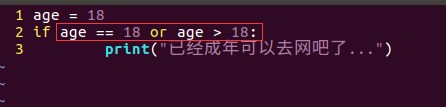 1 age = 18
2 if age == 18 or age > 18:
3         print("已经成年可以去网吧了...")
~
~
~